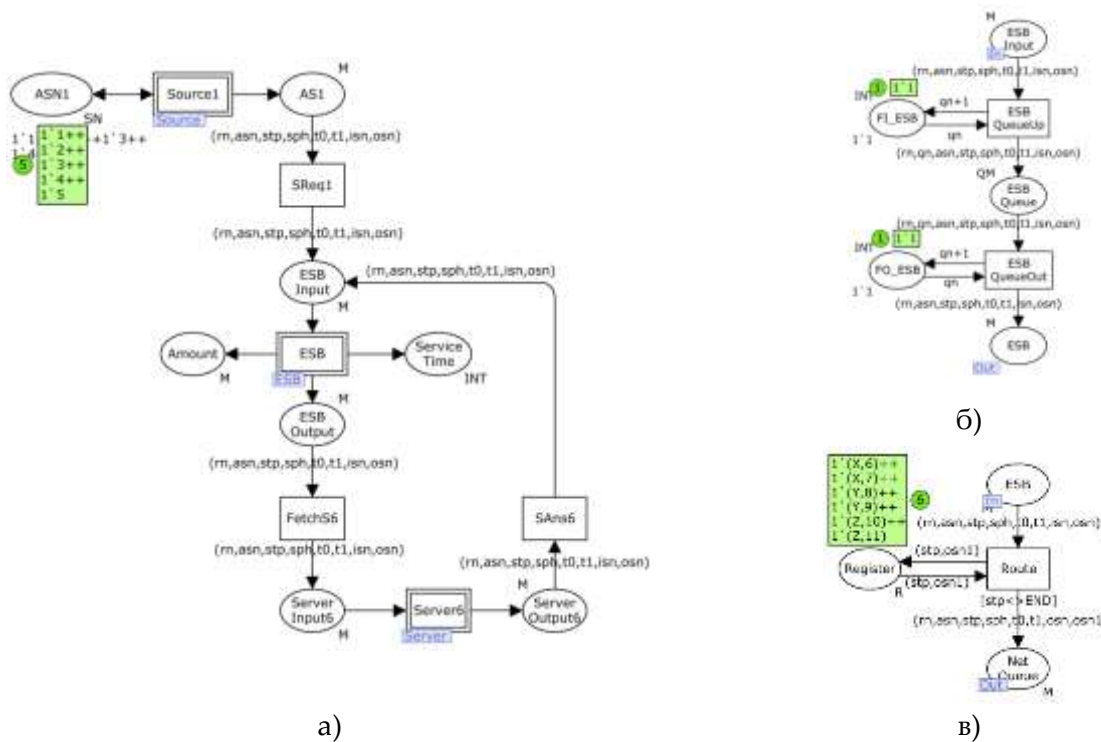 M
ASN1
Source1
AS1
Source
SN
1`1++
1`2++
1`3++
1`4++
1`5
5
+1`3++
(rn,asn,stp,sph,t0,t1,isn,osn)
SReq1
(rn,asn,stp,sph,t0,t1,isn,osn)
ESB
Input
(rn,asn,stp,sph,t0,t1,isn,osn)
M
Amount
ESB
Service
Time
M
ESB
M
INT
ESB
Output
(rn,asn,stp,sph,t0,t1,isn,osn)
FetchS6
SAns6
(rn,asn,stp,sph,t0,t1,isn,osn)
(rn,asn,stp,sph,t0,t1,isn,osn)
M
Server
Input6
Server6
Server
Output6
M
Server
а)
M
ESB
Input
In
(rn,asn,stp,sph,t0,t1,isn,osn)
INT
1
1`1
FI_ESB
qn+1
qn
ESB
QueueUp
1`1
(rn,qn,asn,stp,sph,t0,t1,isn,osn)
QM
ESB
Queue
(rn,qn,asn,stp,sph,t0,t1,isn,osn)
INT
1
1`1
FO_ESB
qn+1
qn
ESB
QueueOut
1`1
(rn,asn,stp,sph,t0,t1,isn,osn)
M
ESB
Out
б)
1`(X,6)++
1`(X,7)++
1`(Y,8)++
1`(Y,9)++
1`(Z,10)++
1`(Z,11)
6
ESB
In
M
(rn,asn,stp,sph,t0,t1,isn,osn)
(stp,osn1)
Register
Route
R
(stp,osn1)
[stp<>END]
(rn,asn,stp,sph,t0,t1,osn,osn1
Net
Queue
Out
M
в)